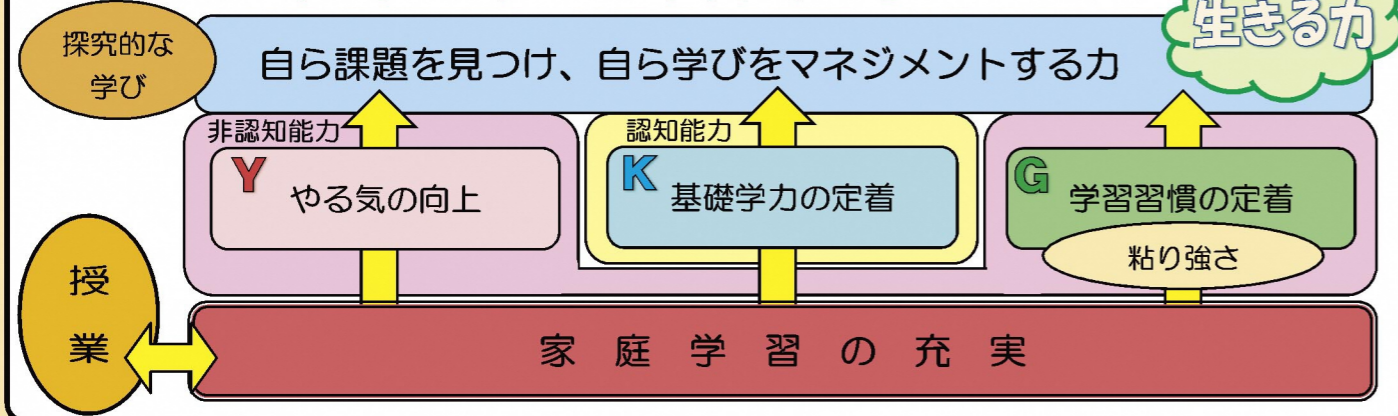 生きる力
探究的な
学び
自ら課題を見つけ、自ら学びをマネジメントする力
非認知能力
認知能力
Y
やる気の向上
K
基礎学力の定着
G
学習習慣の定着
粘り強さ
授
業
家庭学習の充実